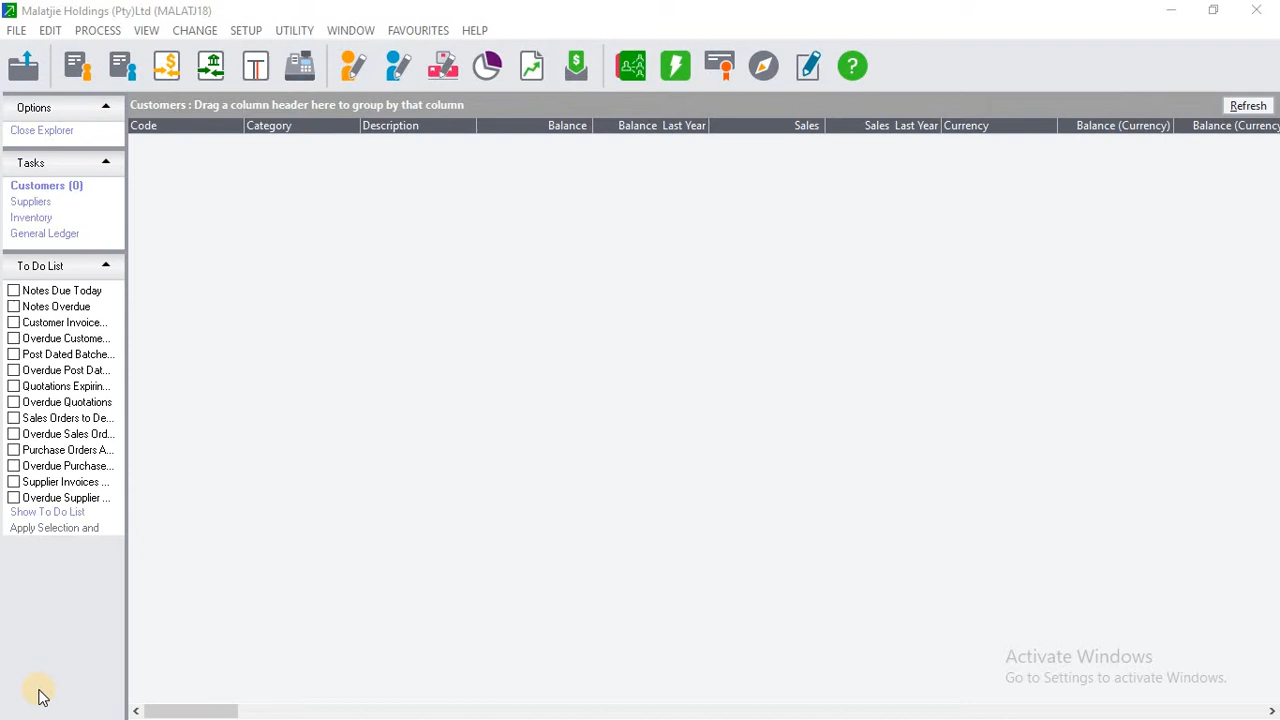 Malatjie Holdings (Pty)Ltd (MALATJ18)
FILE EDIT PROCESS VIEW CHANGE SETUP UTILITY WINDOW FAVOURITES HELP
Options
Close Explorer
Tasks
Customers (0)
Suppliers
Inventory
General Ledger
To Do List
Notes Due Today
Notes Overdue
Customer Invoice...
Overdue Custome...
Post Dated Batche...
Overdue Post Dat...
Quotations Expirin...
Overdue Quotations
Sales Orders to De...
Overdue Sales Ord...
Purchase Orders A...
Overdue Purchase...
Supplier Invoices ...
Overdue Supplier ...
Show To Do List
Apply Selection and
Customers : Drag a column header here to group by that column
Refresh
Code Category Description Balance Balance Last Year Sales Sales Last Year Currency Balance (Currency) Balance (Currency
Activate Windows
Go to Settings to activate Windows.